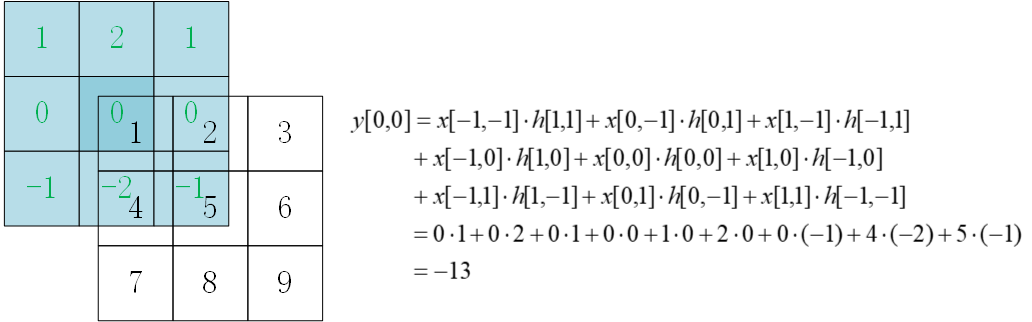 1 2 1
0 0 0
1 2 3
-1 -2 -1
4 5 6
7 8 9
y[0,0] = x[−1,−1]·h[1,1] + x[0,−1]·h[0,1] + x[1,−1]·h[−1,1]
+ x[−1,0]·h[1,0] + x[0,0]·h[0,0] + x[1,0]·h[−1,0]
+ x[−1,1]·h[1,−1] + x[0,1]·h[0,−1] + x[1,1]·h[−1,−1]
= 0·1 + 0·2 + 0·1 + 0·0 + 1·0 + 2·0 + 0·(−1) + 4·(−2) + 5·(−1)
= −13